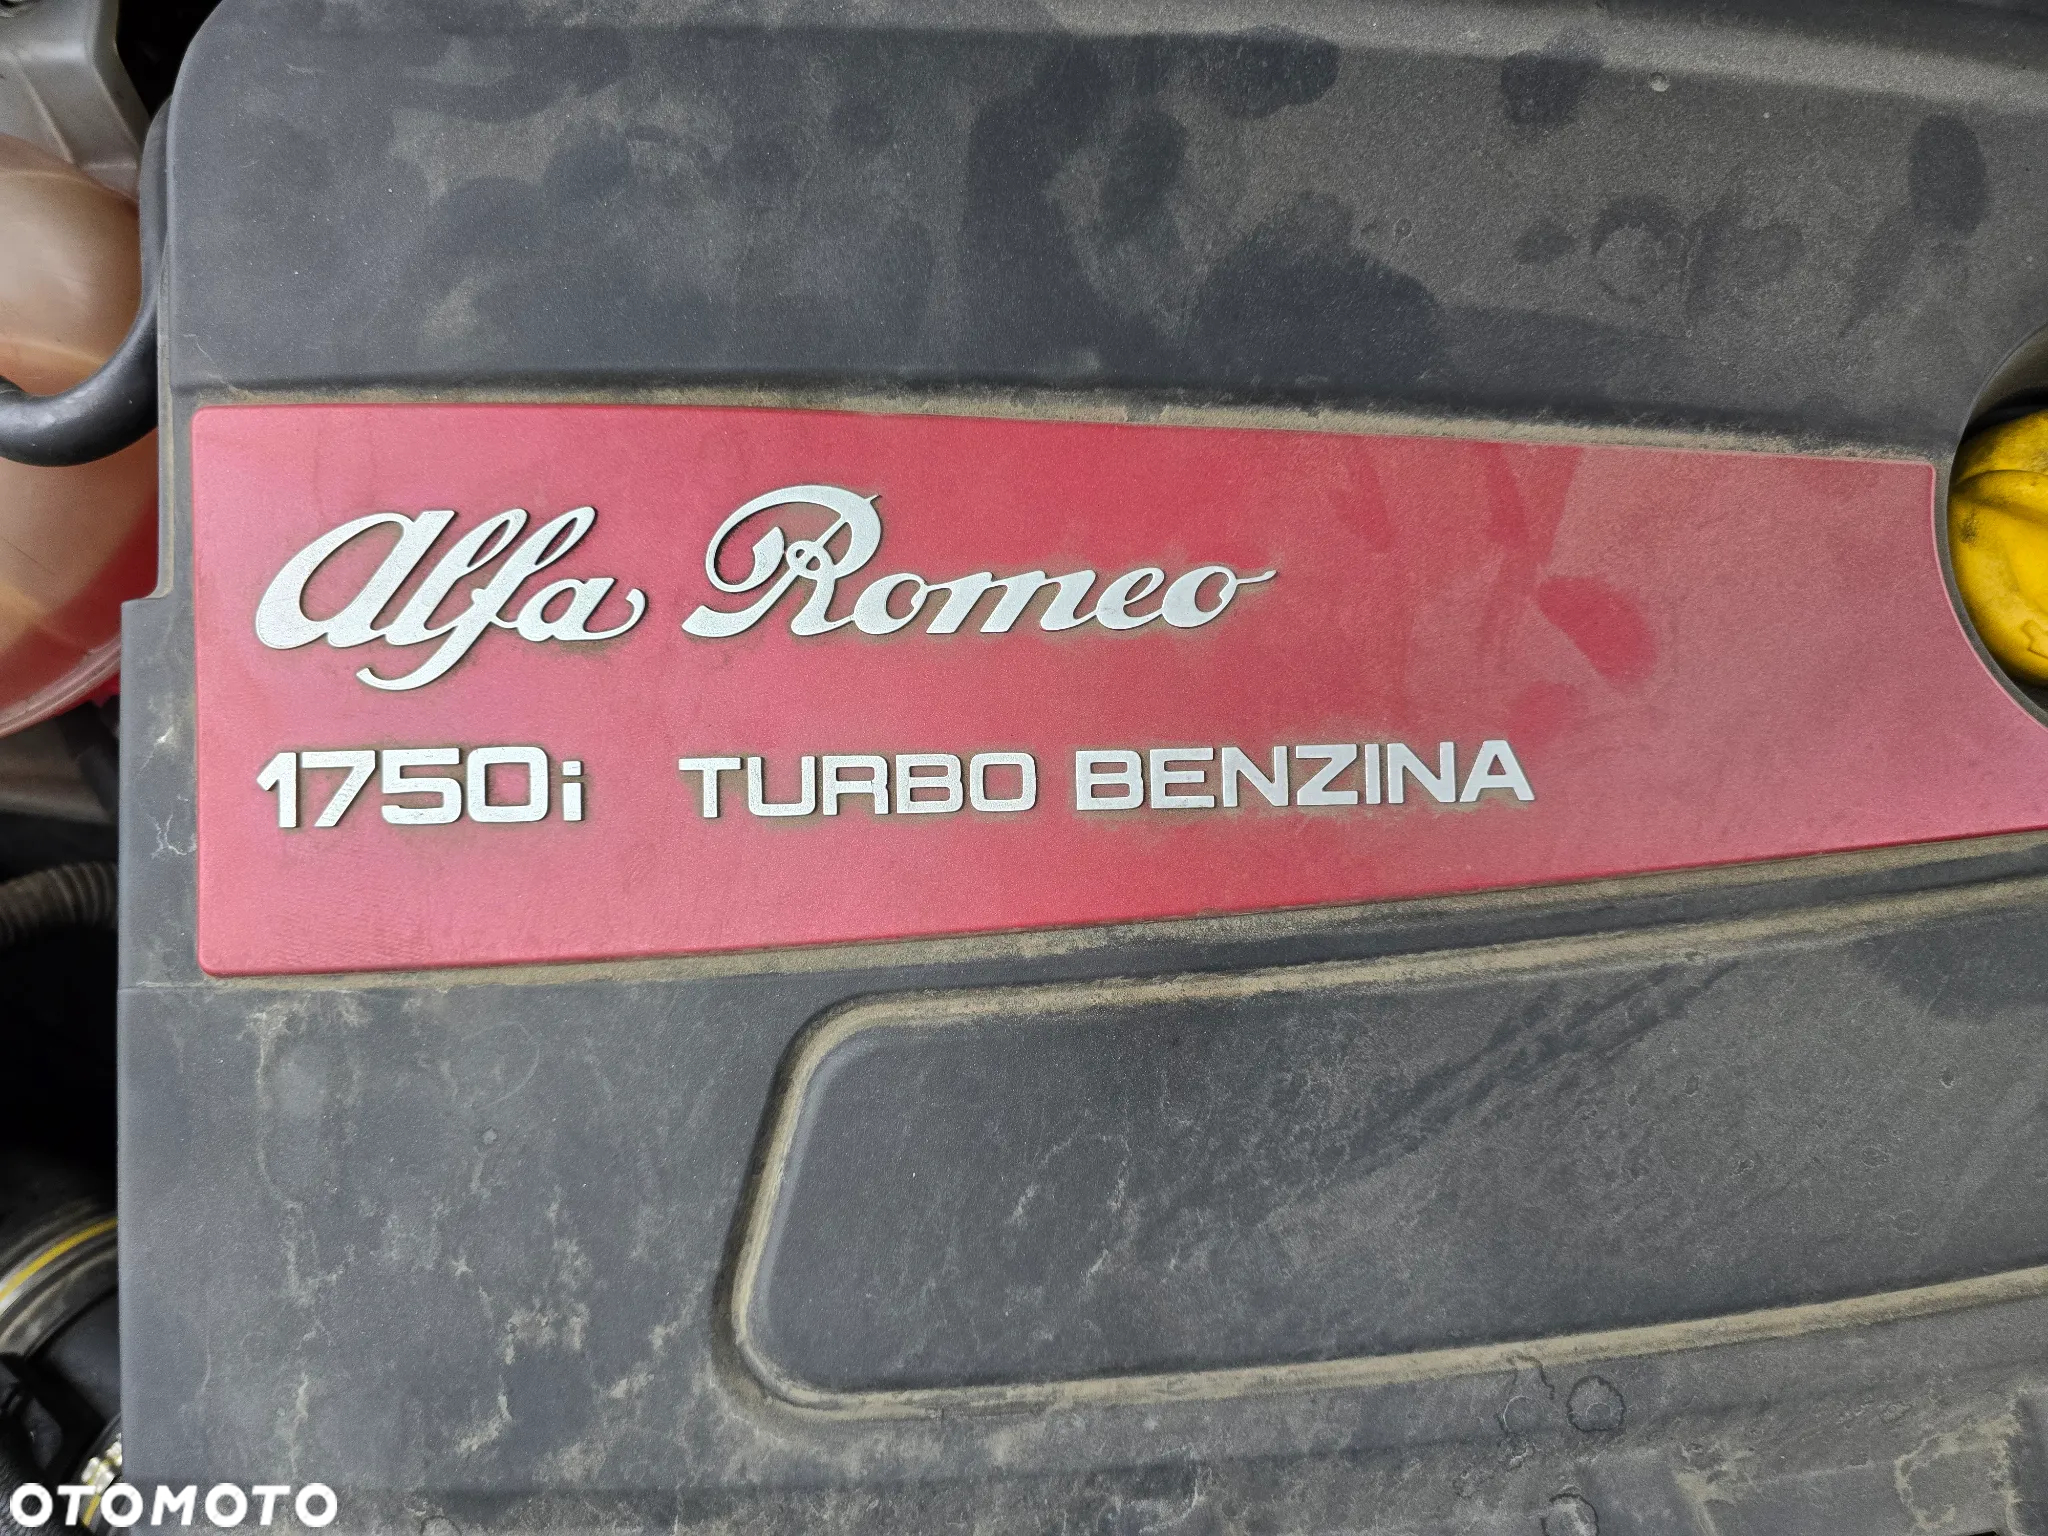 Alfa Romeo
1750i TURBO BENZINA
OTOMOTO